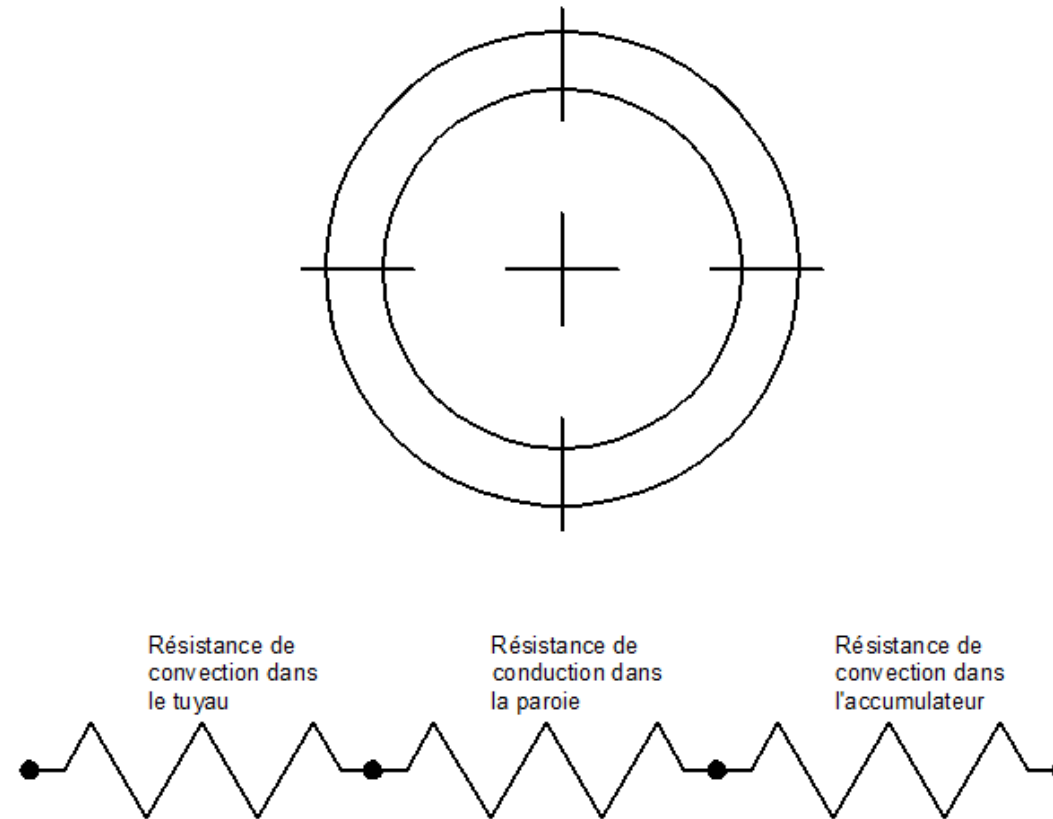 Résistance de
convection dans
le tuyau
Résistance de
conduction dans
la paroie
Résistance de
convection dans
l'accumulateur